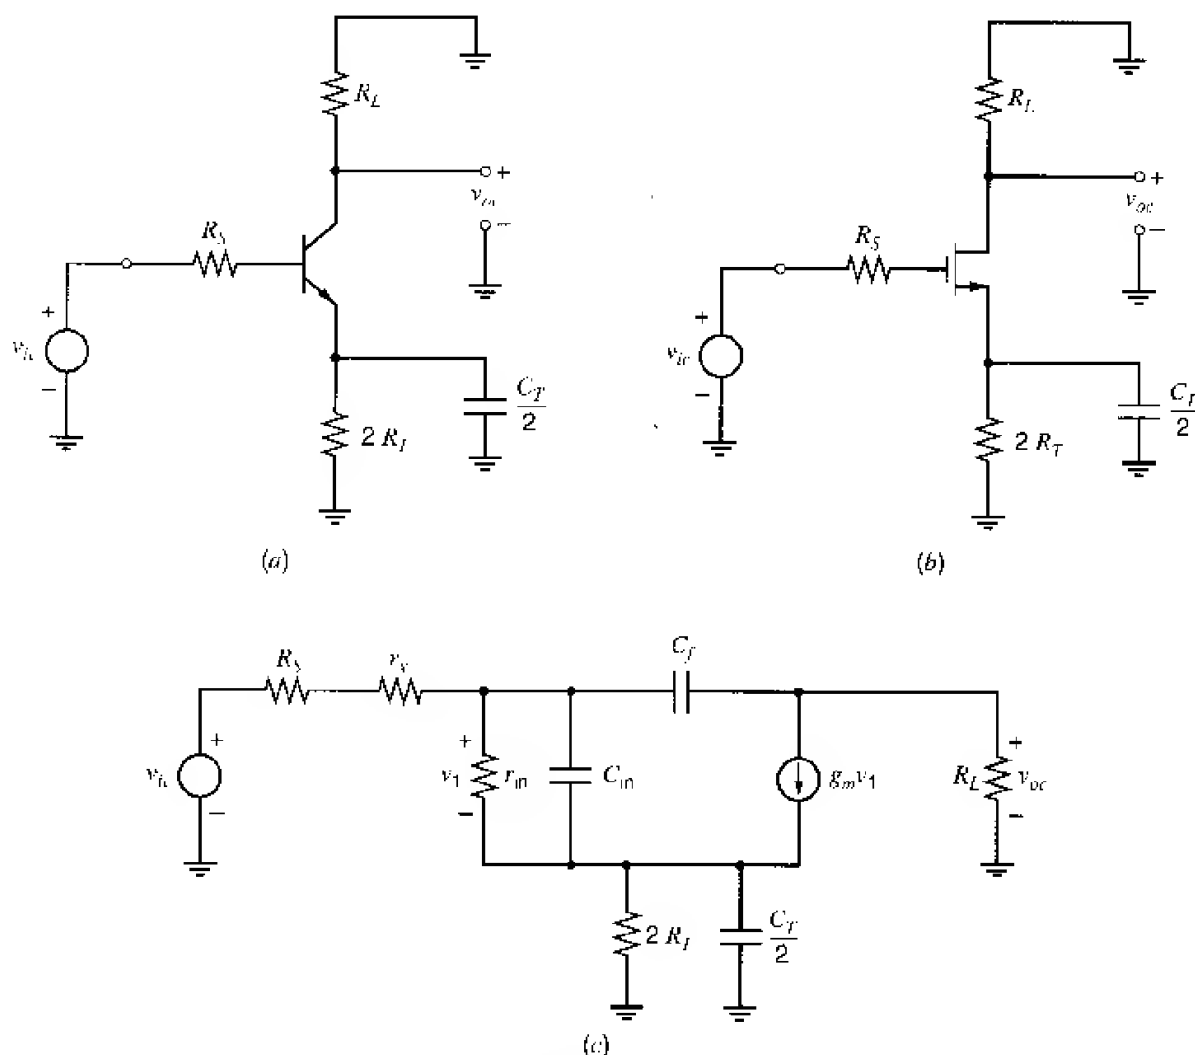 R_L
+
v_oc
−
R_S
+
v_ic
−
C_T
2
2 R_T
(a)
R_L
+
v_oc
−
R_S
+
v_ic
−
C_T
2
2 R_T
(b)
R_S
r_x
C_f
+
v_ic
−
+
v_1
−
r_in
C_in
g_m v_1
R_L
+
v_oc
−
2 R_T
C_T
2
(c)